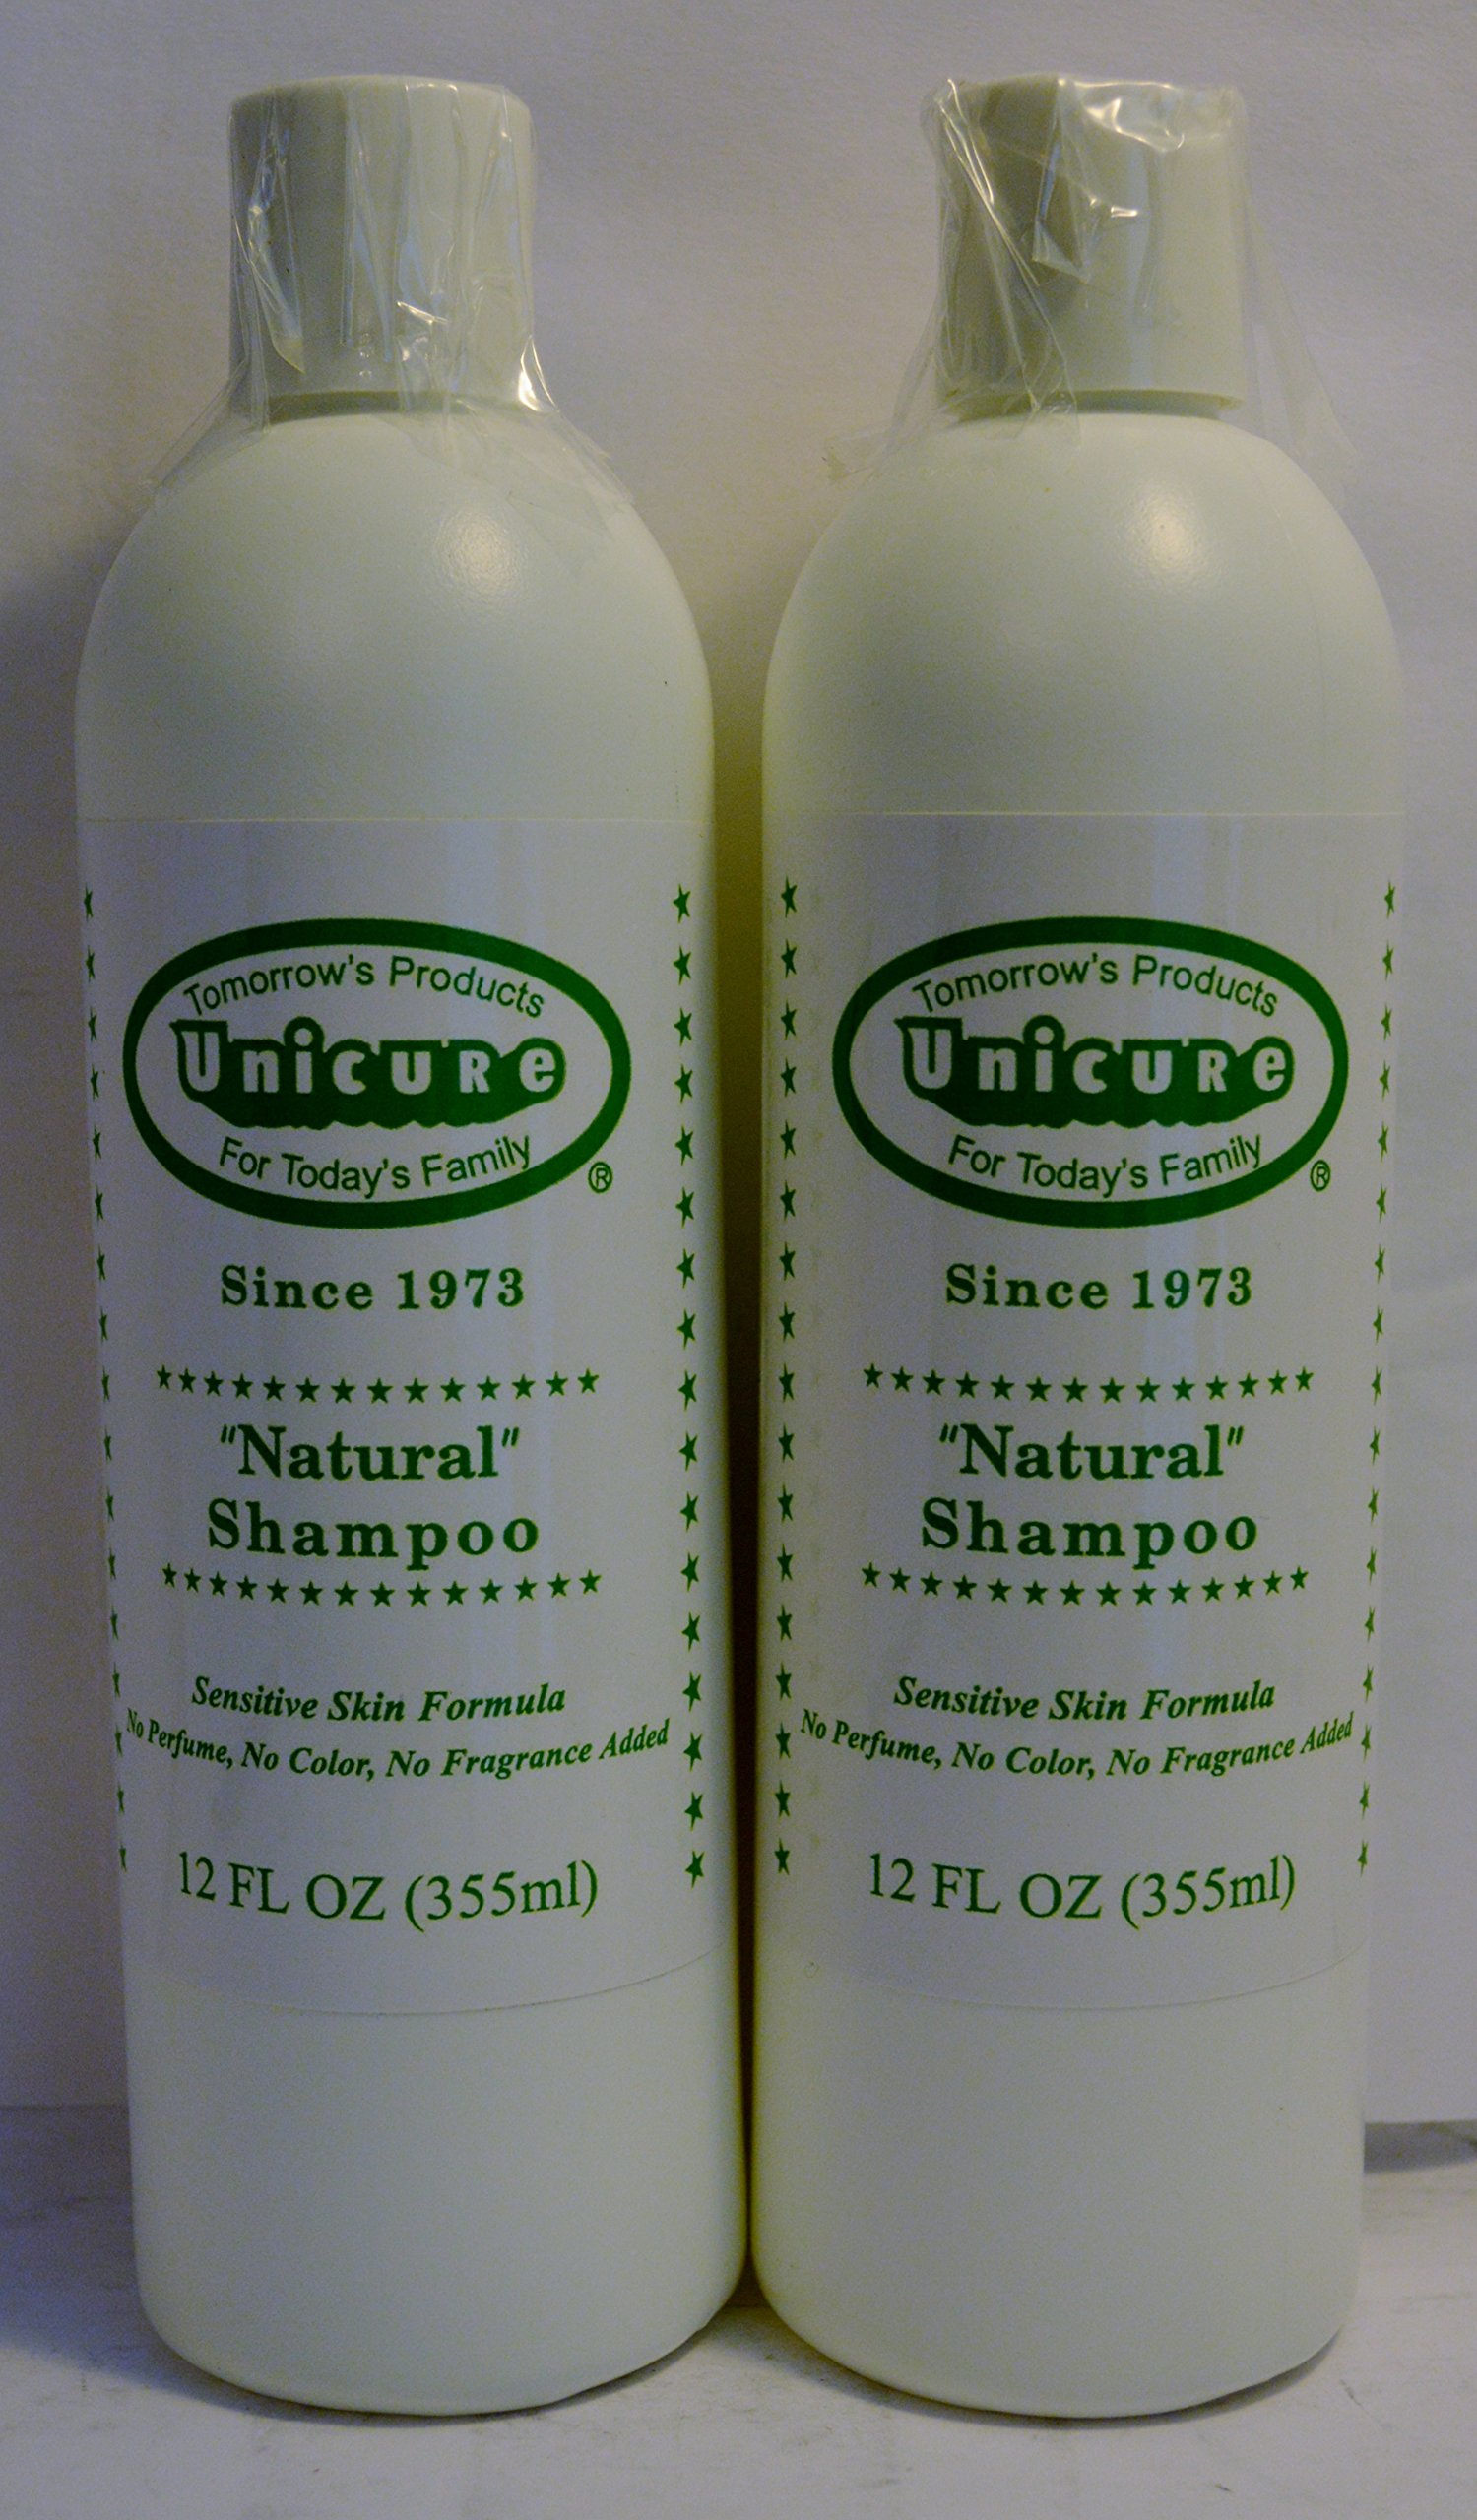 Tomorrow's Products
Unicure
For Today's Family
®
Since 1973
"Natural"
Shampoo
Sensitive Skin Formula
No Perfume, No Color, No Fragrance Added
12 FL OZ (355ml)
Tomorrow's Products
Unicure
For Today's Family
®
Since 1973
"Natural"
Shampoo
Sensitive Skin Formula
No Perfume, No Color, No Fragrance Added
12 FL OZ (355ml)